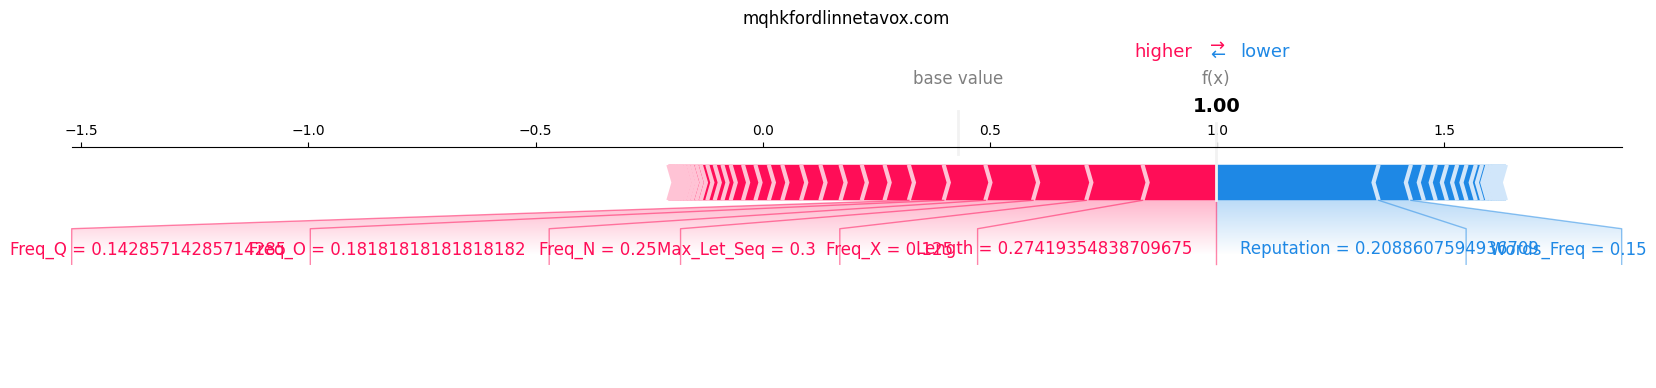 mqhkfordlinnetavox.com
higher ⇄ lower
base value f(x)
1.00
−1.5 −1.0 −0.5 0.0 0.5 1.0 1.5
Freq_Q = 0.14285714285714285 Freq_O = 0.18181818181818182 Freq_N = 0.25 Max_Let_Seq = 0.3 Freq_X = 0.125 Length = 0.27419354838709675 Reputation = 0.2088607594936709 Words_Freq = 0.15